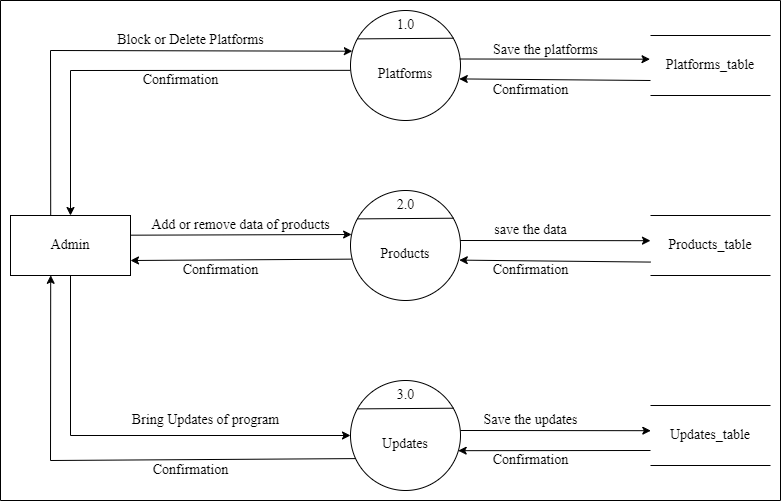 1.0
Block or Delete Platforms
Save the platforms
Platforms
Platforms_table
Confirmation
Confirmation
2.0
Add or remove data of products
save the data
Admin
Products
Products_table
Confirmation
Confirmation
3.0
Bring Updates of program
Save the updates
Updates
Updates_table
Confirmation
Confirmation